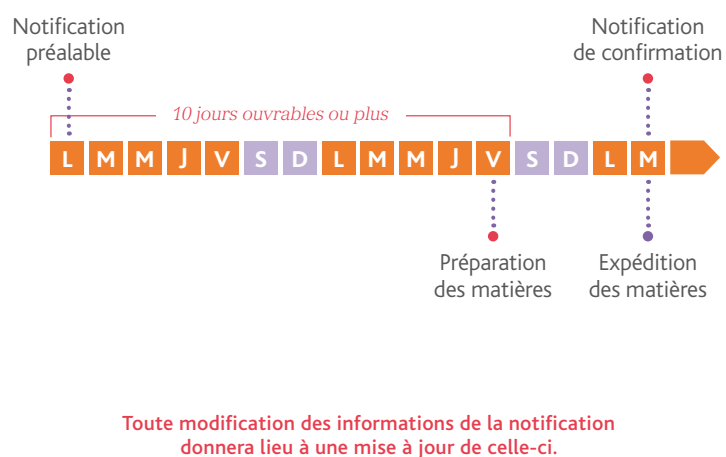 Notification
préalable
Notification
de confirmation
10 jours ouvrables ou plus
L M M J V S D L M M J V S D L M
Préparation
des matières
Expédition
des matières
Toute modification des informations de la notification
donnera lieu à une mise à jour de celle-ci.